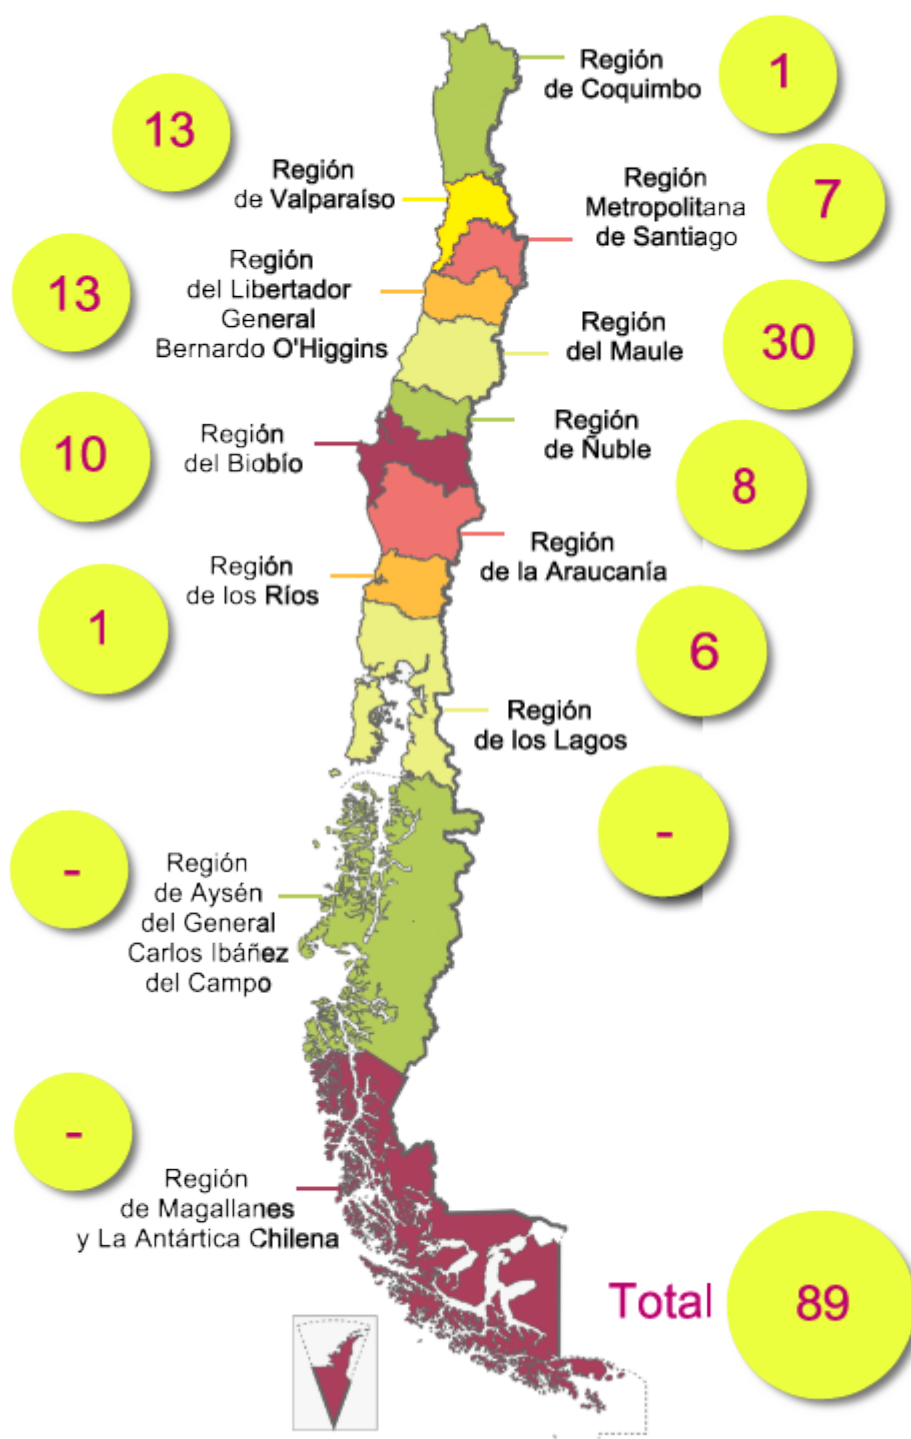 Región
de Coquimbo
1
13
Región
de Valparaíso
Región
Metropolitana
de Santiago
7
Región
del Libertador
General
Bernardo O'Higgins
13
Región
del Maule
30
Región
del Biobío
10
Región
de Ñuble
8
Región
de la Araucanía
6
Región
de los Ríos
1
Región
de los Lagos
-
-
Región
de Aysén
del General
Carlos Ibáñez
del Campo
-
Región
de Magallanes
y La Antártica Chilena
Total
89